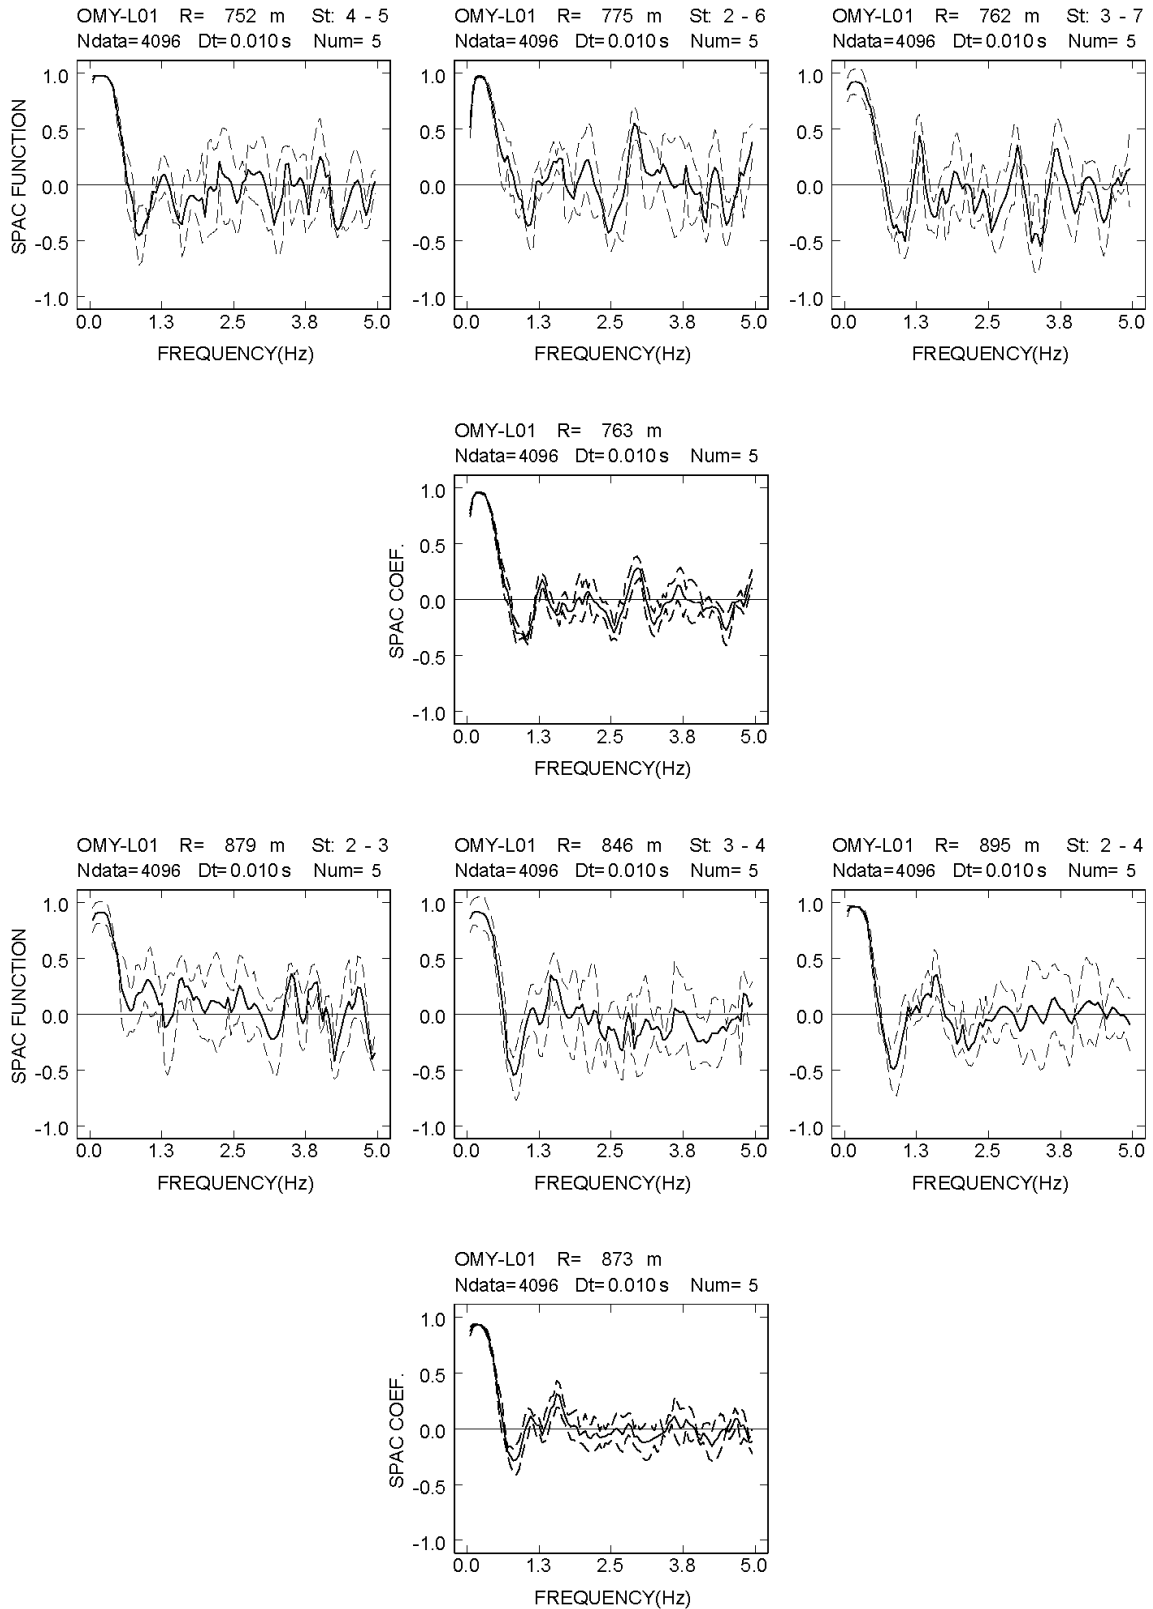 OMY-L01 R= 752 m St: 4 - 5
Ndata=4096 Dt=0.010 s Num= 5
SPAC FUNCTION
1.0
0.5
0.0
-0.5
-1.0
0.0 1.3 2.5 3.8 5.0
FREQUENCY(Hz)
OMY-L01 R= 775 m St: 2 - 6
Ndata=4096 Dt=0.010 s Num= 5
1.0
0.5
0.0
-0.5
-1.0
0.0 1.3 2.5 3.8 5.0
FREQUENCY(Hz)
OMY-L01 R= 762 m St: 3 - 7
Ndata=4096 Dt=0.010 s Num= 5
1.0
0.5
0.0
-0.5
-1.0
0.0 1.3 2.5 3.8 5.0
FREQUENCY(Hz)
OMY-L01 R= 763 m
Ndata=4096 Dt=0.010 s Num= 5
SPAC COEF.
1.0
0.5
0.0
-0.5
-1.0
0.0 1.3 2.5 3.8 5.0
FREQUENCY(Hz)
OMY-L01 R= 879 m St: 2 - 3
Ndata=4096 Dt=0.010 s Num= 5
SPAC FUNCTION
1.0
0.5
0.0
-0.5
-1.0
0.0 1.3 2.5 3.8 5.0
FREQUENCY(Hz)
OMY-L01 R= 846 m St: 3 - 4
Ndata=4096 Dt=0.010 s Num= 5
1.0
0.5
0.0
-0.5
-1.0
0.0 1.3 2.5 3.8 5.0
FREQUENCY(Hz)
OMY-L01 R= 895 m St: 2 - 4
Ndata=4096 Dt=0.010 s Num= 5
1.0
0.5
0.0
-0.5
-1.0
0.0 1.3 2.5 3.8 5.0
FREQUENCY(Hz)
OMY-L01 R= 873 m
Ndata=4096 Dt=0.010 s Num= 5
SPAC COEF.
1.0
0.5
0.0
-0.5
-1.0
0.0 1.3 2.5 3.8 5.0
FREQUENCY(Hz)